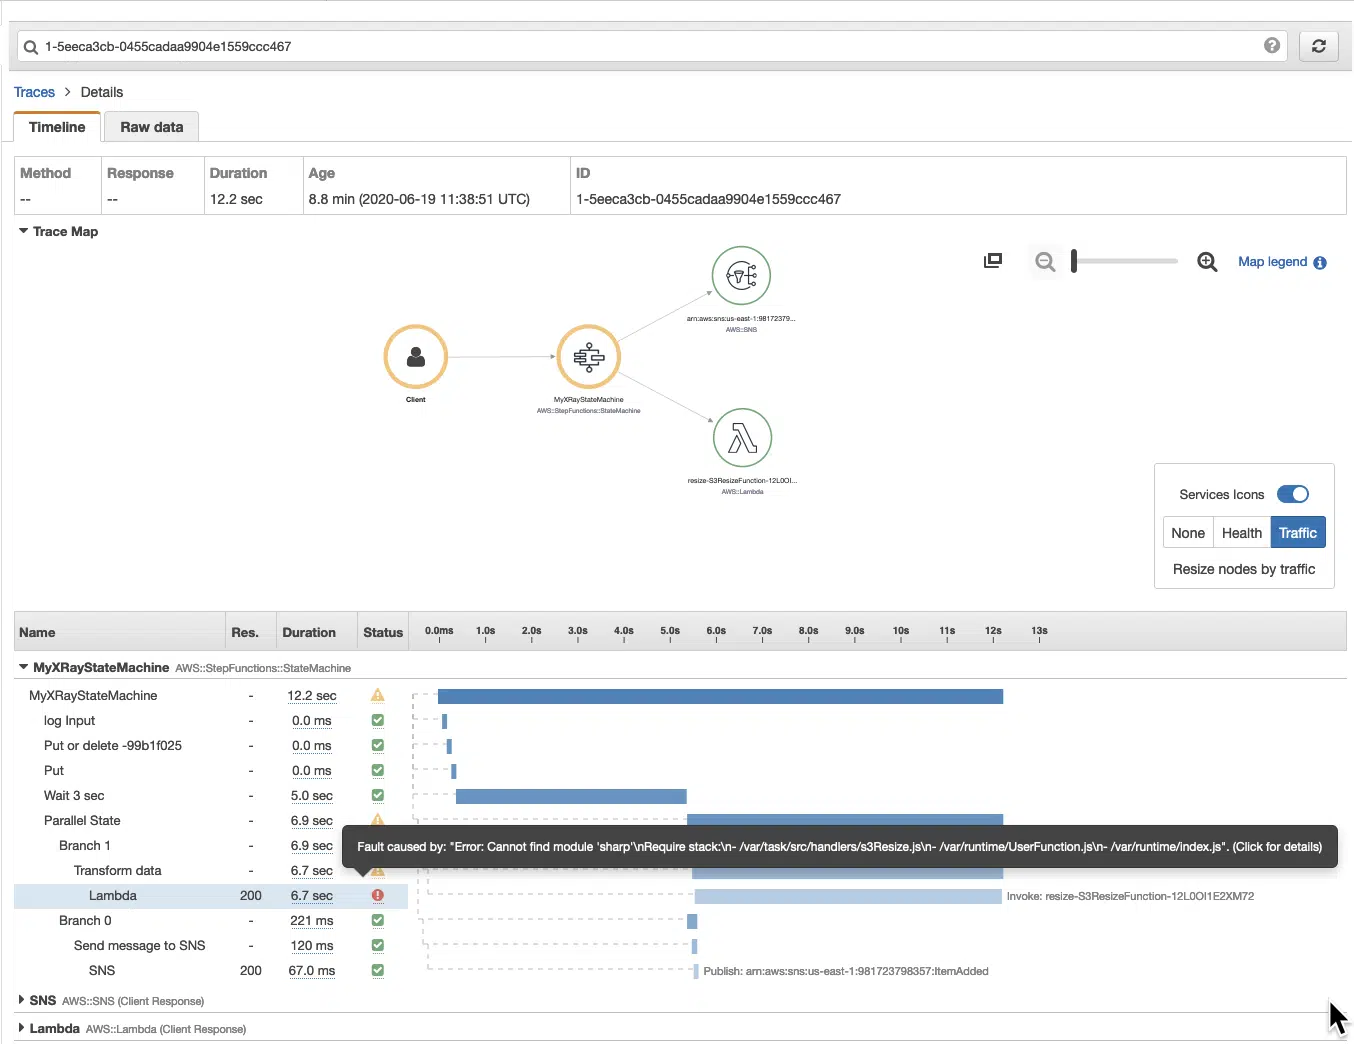 1-5eeca3cb-0455cadaa9904e1559ccc467
Traces > Details
Timeline Raw data
Method Response Duration Age ID
-- -- 12.2 sec 8.8 min (2020-06-19 11:38:51 UTC) 1-5eeca3cb-0455cadaa9904e1559ccc467
Trace Map
Map legend
arn:aws:sns:us-east-1:98172379...
AWS::SNS
Client
MyXRayStateMachine
AWS::StepFunctions::StateMachine
resize-S3ResizeFunction-12L0OI...
AWS::Lambda
Services Icons
None Health Traffic
Resize nodes by traffic
Name Res. Duration Status 0.0ms 1.0s 2.0s 3.0s 4.0s 5.0s 6.0s 7.0s 8.0s 9.0s 10s 11s 12s 13s
MyXRayStateMachine AWS::StepFunctions::StateMachine
MyXRayStateMachine - 12.2 sec
log Input - 0.0 ms
Put or delete -99b1f025 - 0.0 ms
Put - 0.0 ms
Wait 3 sec - 5.0 sec
Parallel State - 6.9 sec
Branch 1 - 6.9 sec
Fault caused by: "Error: Cannot find module 'sharp'\nRequire stack:\n- /var/task/src/handlers/s3Resize.js\n- /var/runtime/UserFunction.js\n- /var/runtime/index.js". (Click for details)
Transform data - 6.7 sec
Lambda 200 6.7 sec Invoke: resize-S3ResizeFunction-12L0OI1E2XM72
Branch 0 - 221 ms
Send message to SNS - 120 ms
SNS 200 67.0 ms Publish: arn:aws:sns:us-east-1:981723798357:ItemAdded
SNS AWS::SNS (Client Response)
Lambda AWS::Lambda (Client Response)